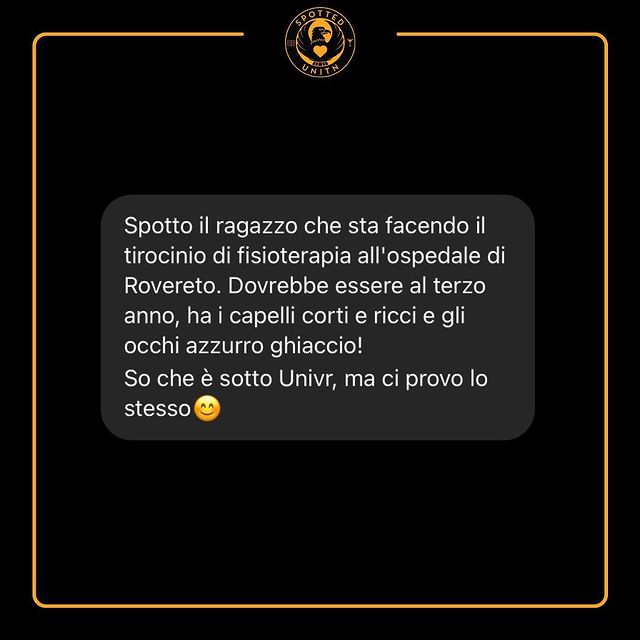 SPOTTED
UNITN
Spotto il ragazzo che sta facendo il
tirocinio di fisioterapia all'ospedale di
Rovereto. Dovrebbe essere al terzo
anno, ha i capelli corti e ricci e gli
occhi azzurro ghiaccio!
So che è sotto Univr, ma ci provo lo
stesso😊